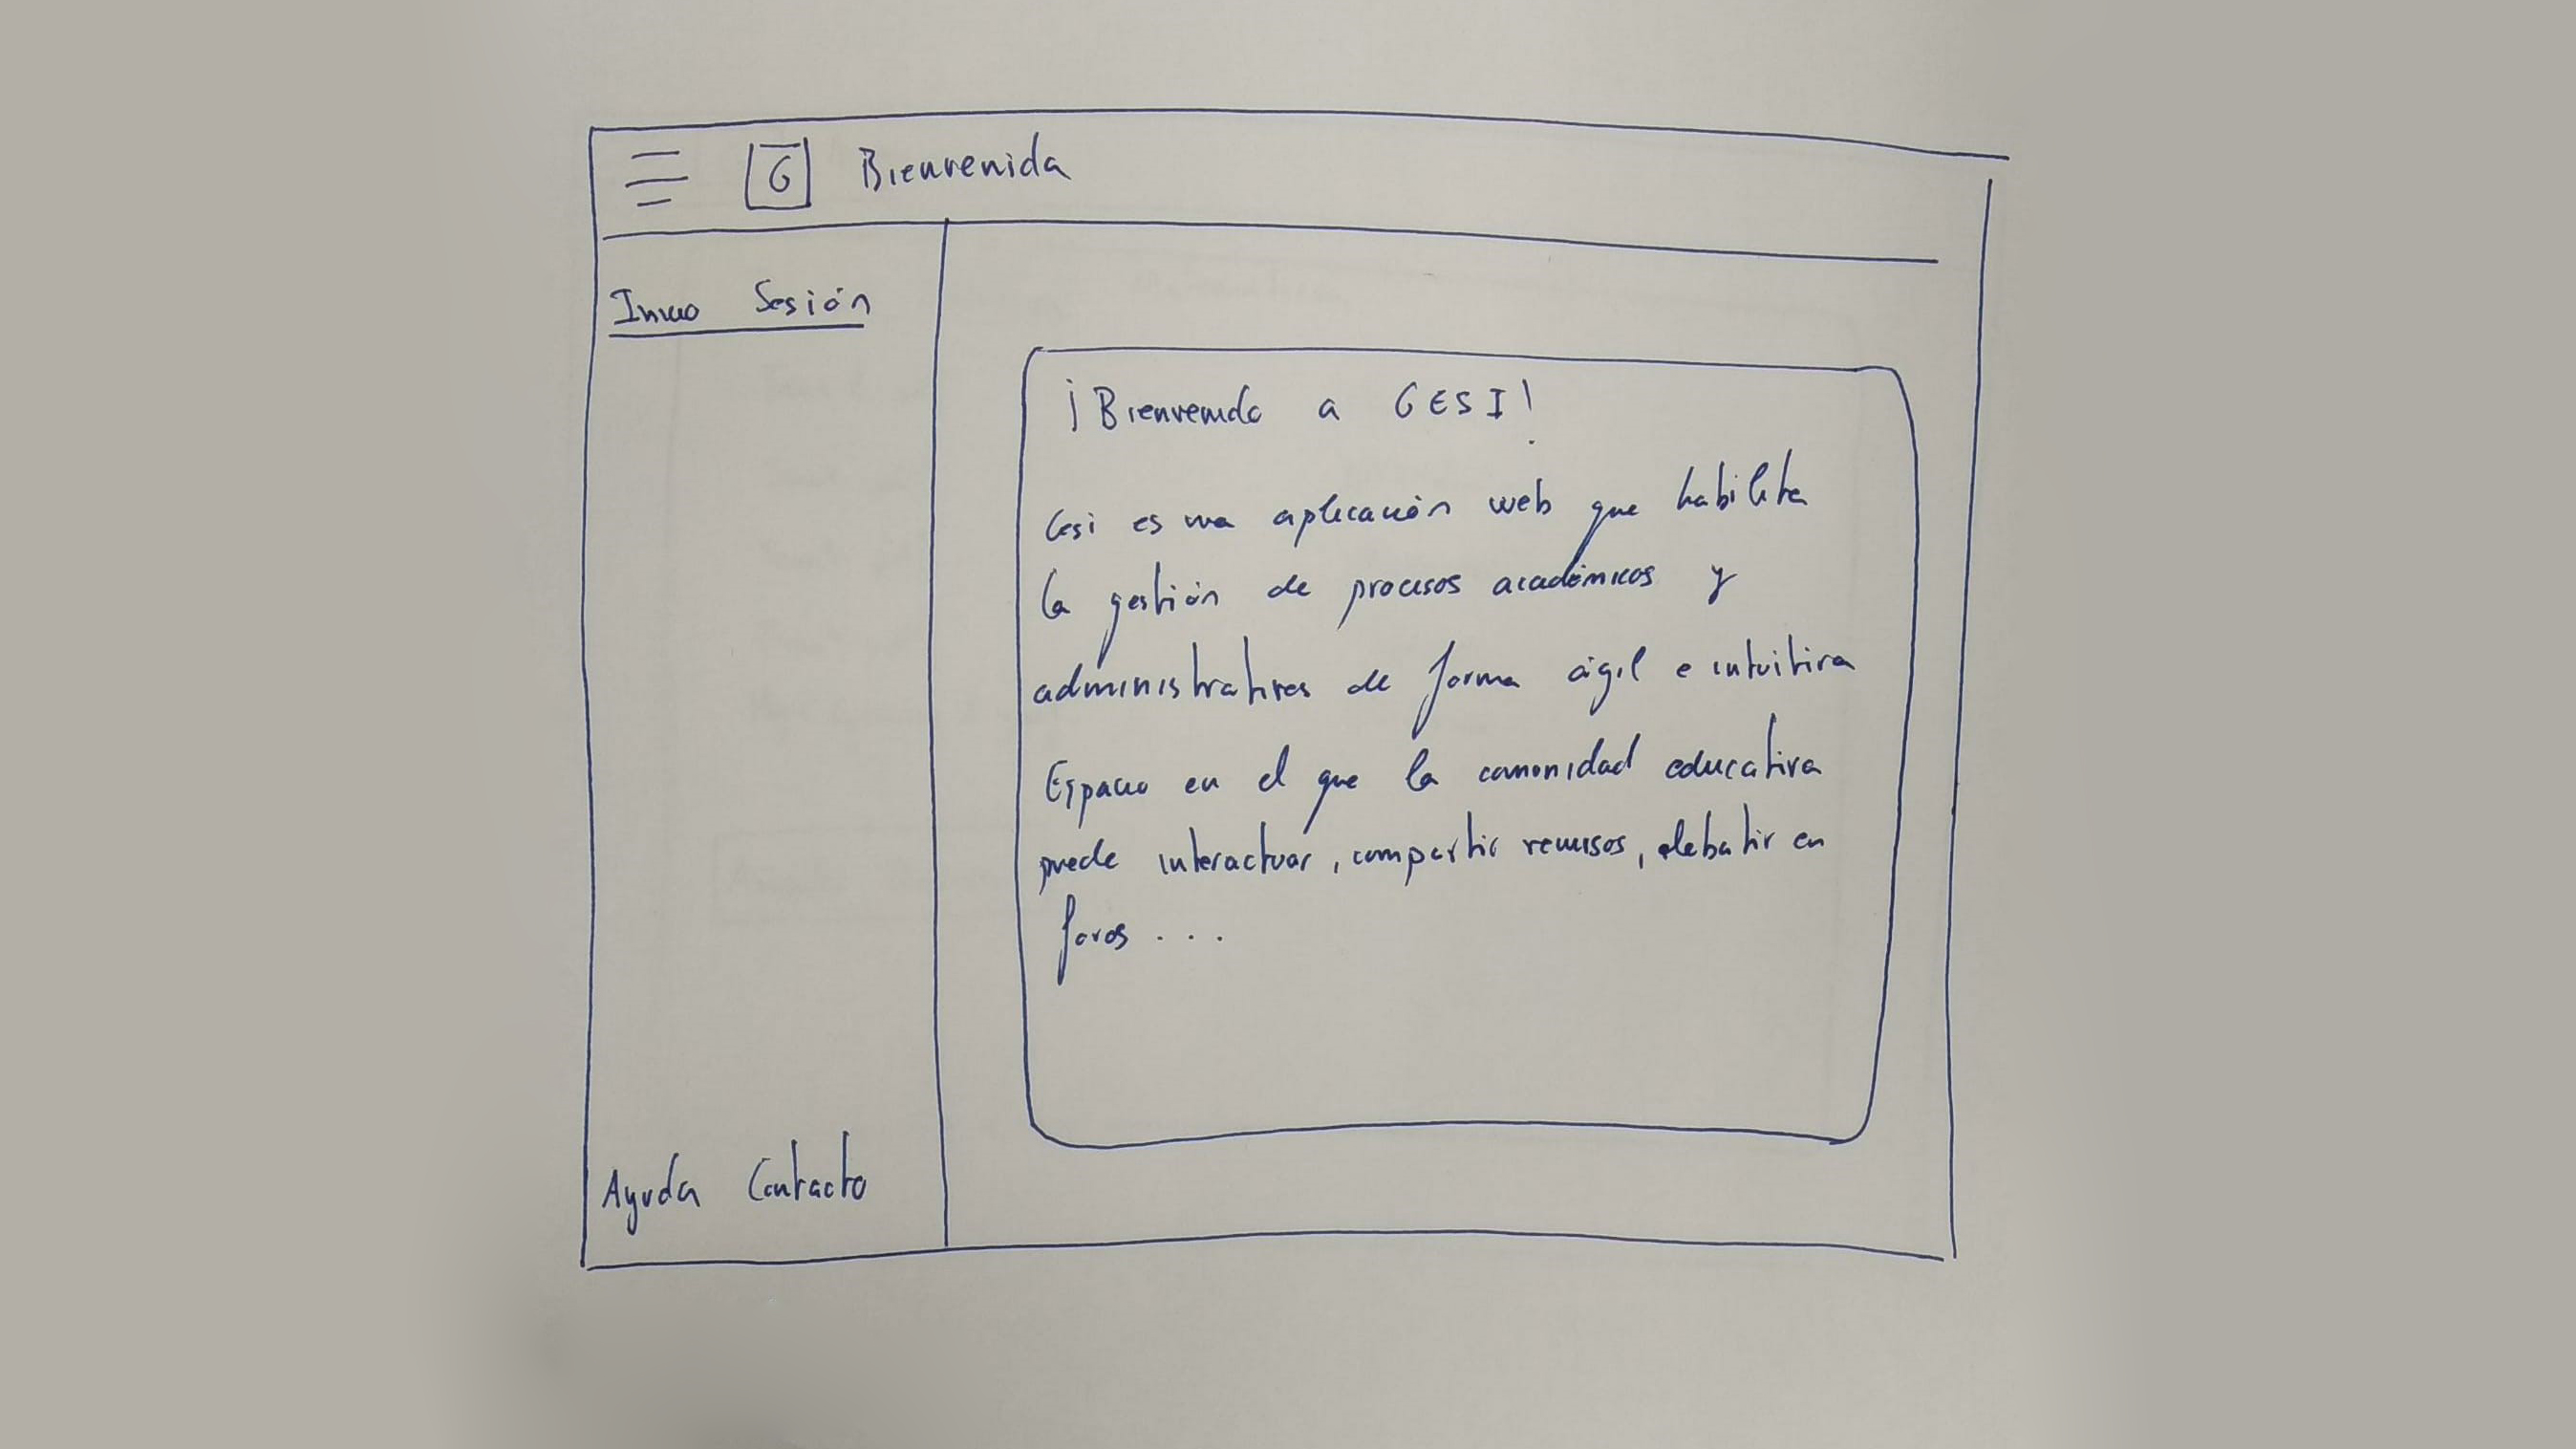 G Bienvenida
Inicio Sesión
¡Bienvenido a GESI!
Gesi es una aplicación web que habilita
la gestión de procesos académicos y
administrativos de forma ágil e intuitiva
Espacio en el que la comunidad educativa
puede interactuar, compartir recursos, debatir en
foros ...
Ayuda Contacto